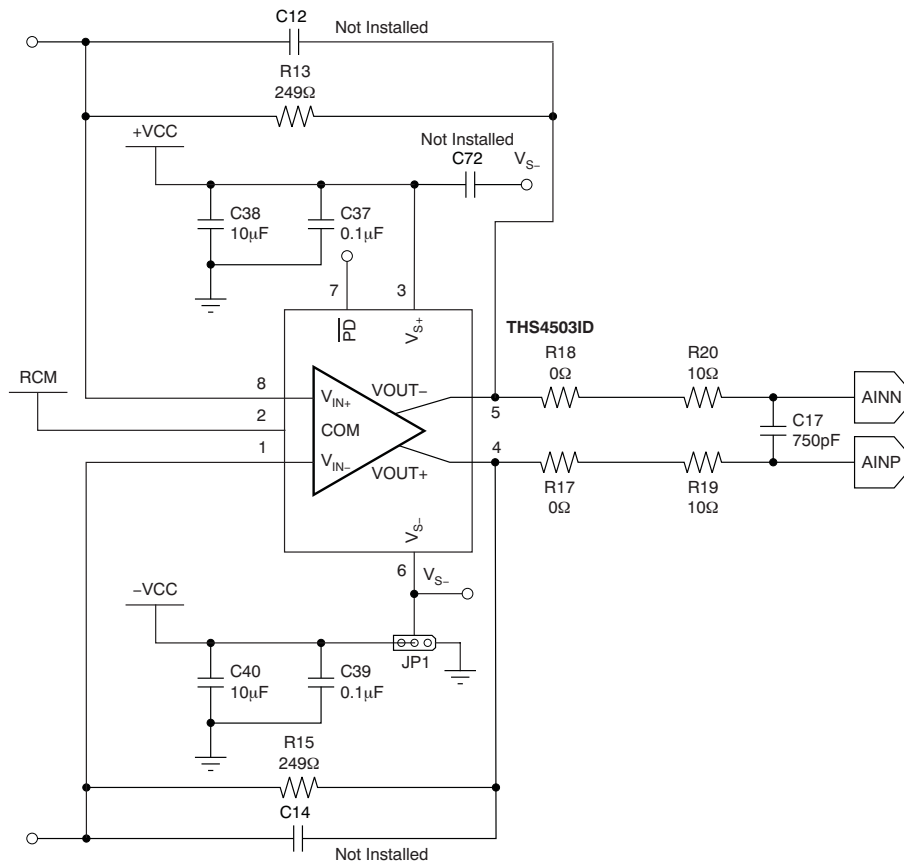 C12
Not Installed
R13
249Ω
+VCC
Not Installed
C72
VS–
C38
10μF
C37
0.1μF
7
3
PD
VS+
THS4503ID
R18
0Ω
R20
10Ω
RCM
8
2
1
VIN+
COM
VIN–
VOUT–
VOUT+
5
4
AINN
C17
750pF
AINP
R17
0Ω
R19
10Ω
VS–
6
VS–
–VCC
JP1
C40
10μF
C39
0.1μF
R15
249Ω
C14
Not Installed